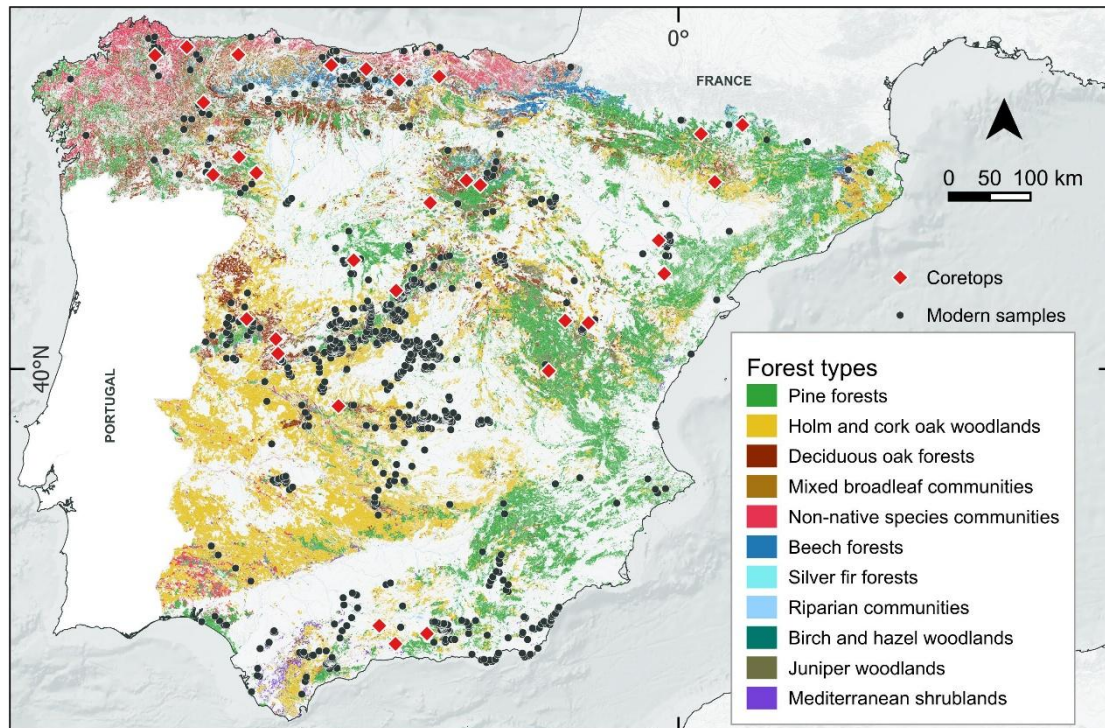 0°
FRANCE
0 50 100 km
Coretops
Modern samples
40°N
PORTUGAL
Forest types
Pine forests
Holm and cork oak woodlands
Deciduous oak forests
Mixed broadleaf communities
Non-native species communities
Beech forests
Silver fir forests
Riparian communities
Birch and hazel woodlands
Juniper woodlands
Mediterranean shrublands